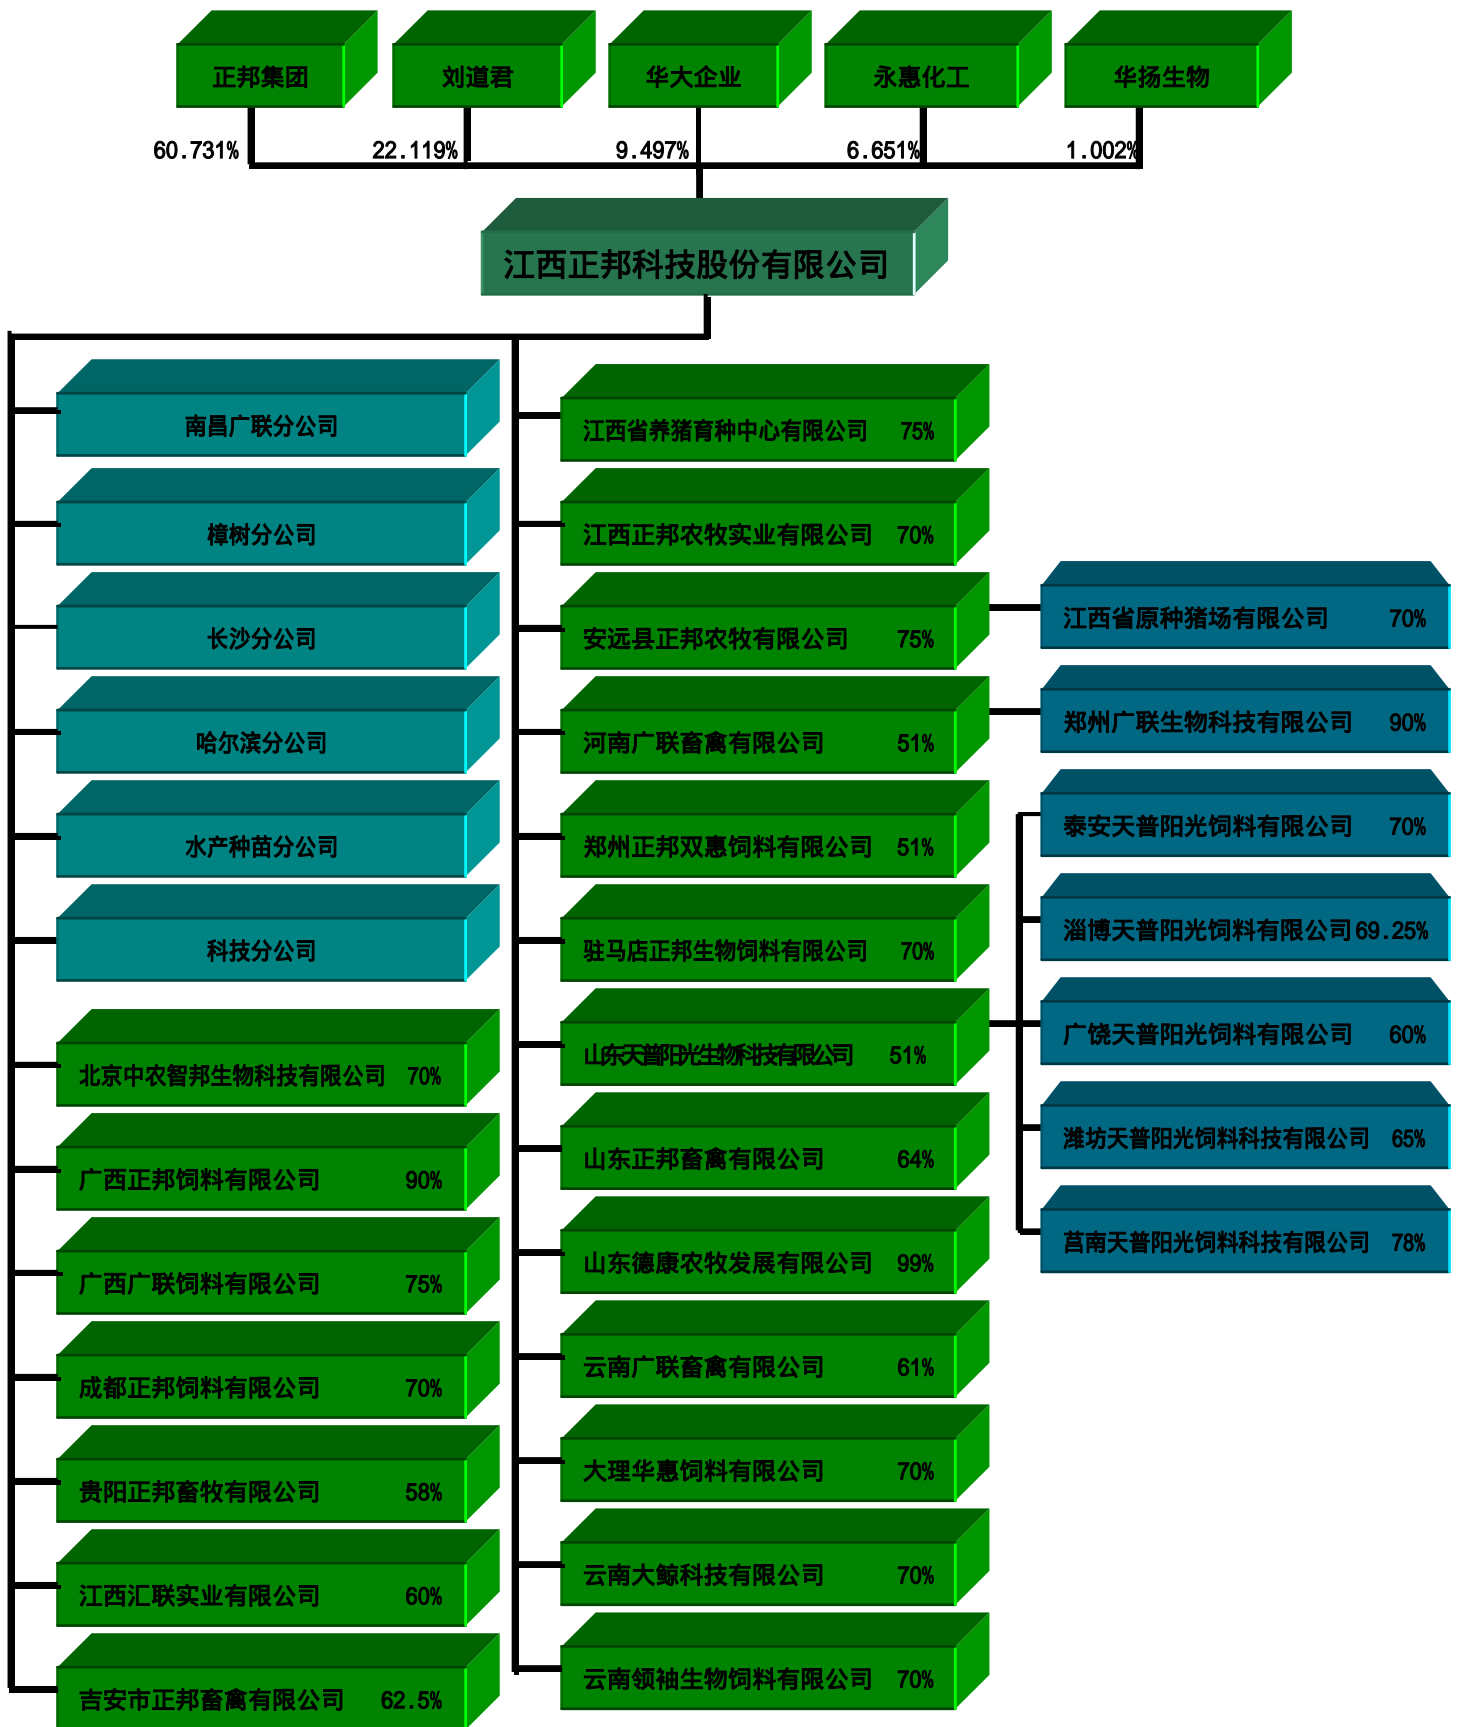 正邦集团
刘道君
华大企业
永惠化工
华扬生物
60.731%
22.119%
9.497%
6.651%
1.002%
江西正邦科技股份有限公司
南昌广联分公司
樟树分公司
长沙分公司
哈尔滨分公司
水产种苗分公司
科技分公司
北京中农智邦生物科技有限公司 70%
广西正邦饲料有限公司 90%
广西广联饲料有限公司 75%
成都正邦饲料有限公司 70%
贵阳正邦畜牧有限公司 58%
江西汇联实业有限公司 60%
吉安市正邦畜禽有限公司 62.5%
江西省养猪育种中心有限公司 75%
江西正邦农牧实业有限公司 70%
安远县正邦农牧有限公司 75%
河南广联畜禽有限公司 51%
郑州正邦双惠饲料有限公司 51%
驻马店正邦生物饲料有限公司 70%
山东天普阳光生物科技有限公司 51%
山东正邦畜禽有限公司 64%
山东德康农牧发展有限公司 99%
云南广联畜禽有限公司 61%
大理华惠饲料有限公司 70%
云南大鲸科技有限公司 70%
云南领袖生物饲料有限公司 70%
江西省原种猪场有限公司 70%
郑州广联生物科技有限公司 90%
泰安天普阳光饲料有限公司 70%
淄博天普阳光饲料有限公司69.25%
广饶天普阳光饲料有限公司 60%
潍坊天普阳光饲料科技有限公司 65%
莒南天普阳光饲料科技有限公司 78%